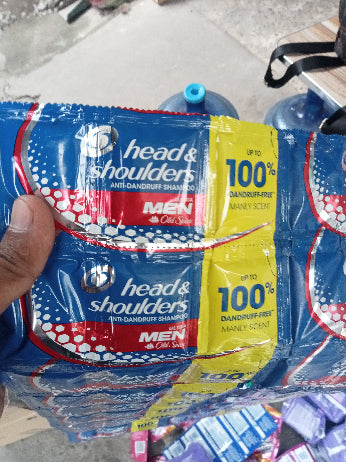 head &
shoulders
ANTI-DANDRUFF SHAMPOO
MEN
Old Spice
UP TO
100%
DANDRUFF-FREE*
MANLY SCENT
head &
shoulders
ANTI-DANDRUFF SHAMPOO
MEN
Old Spice
UP TO
100%
DANDRUFF-FREE*
MANLY SCENT